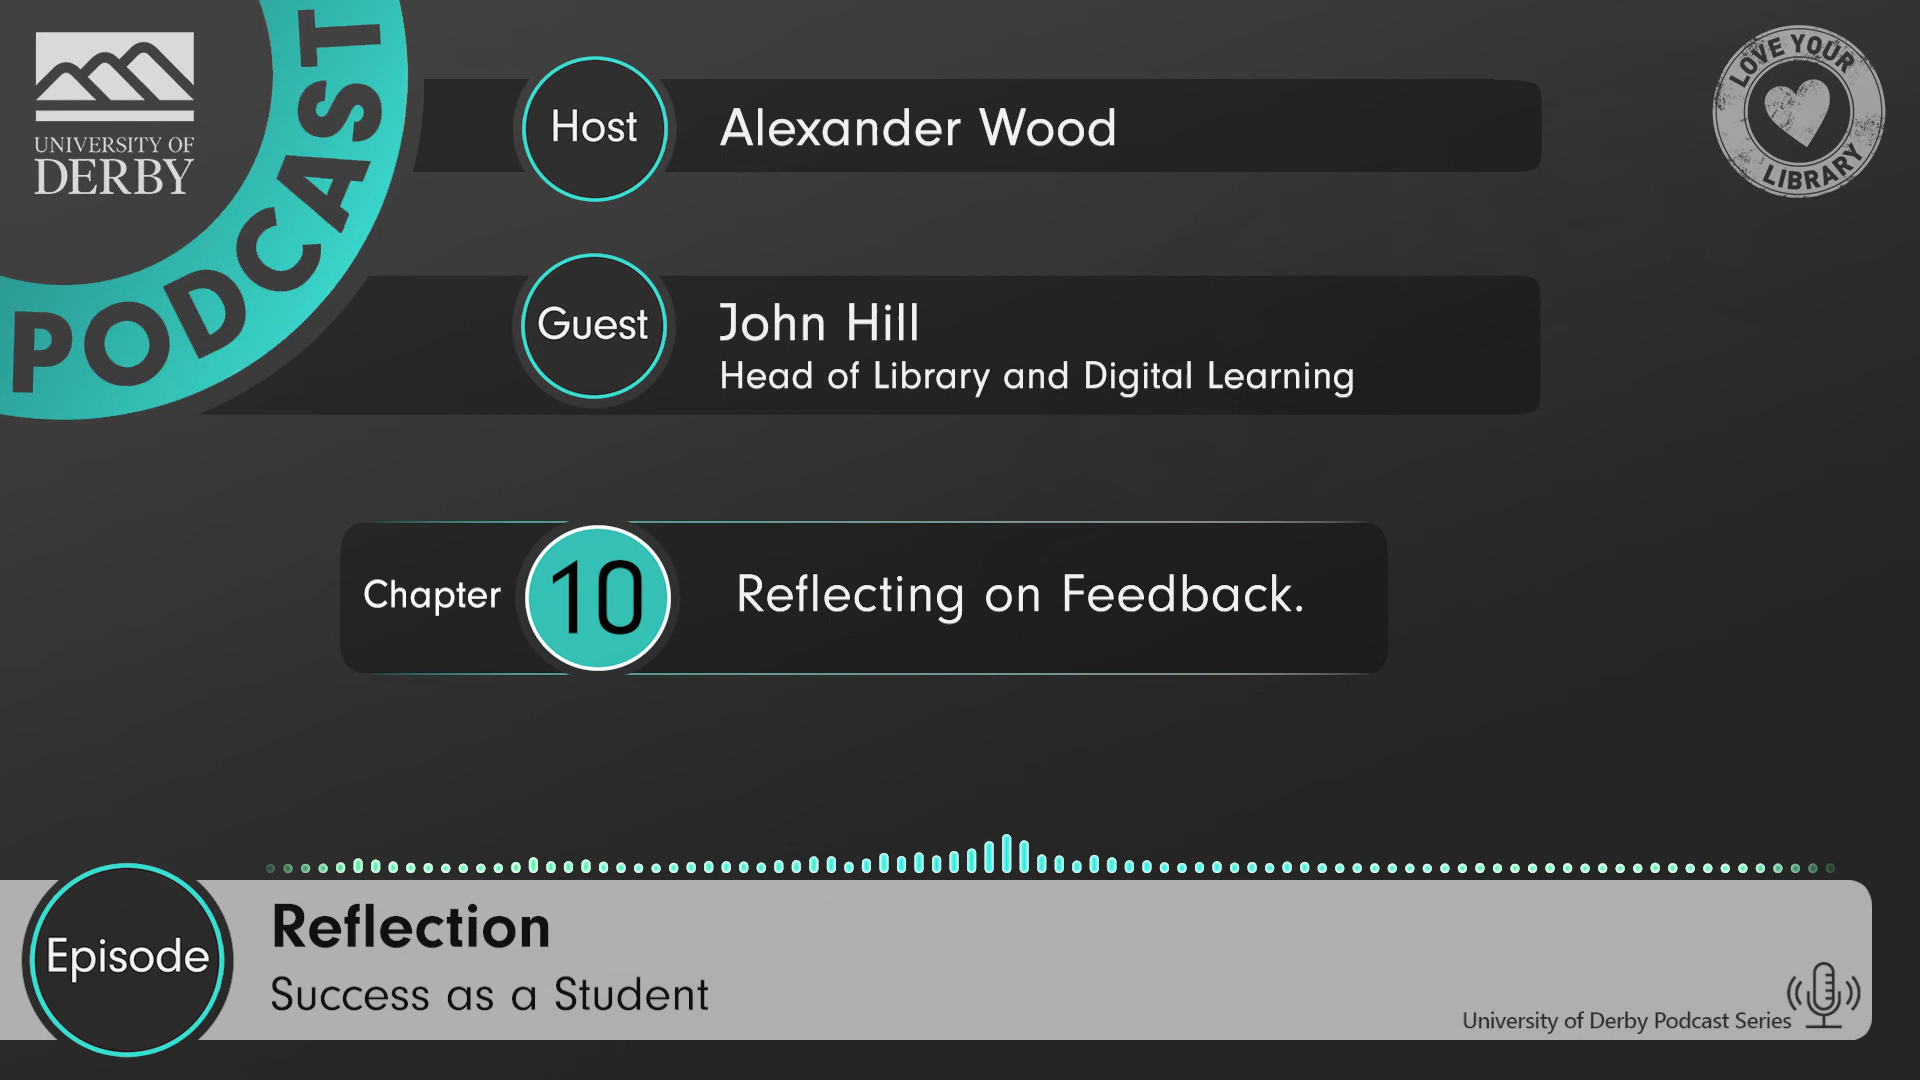 UNIVERSITY OF
DERBY
PODCAST
Host
Alexander Wood
LOVE YOUR
LIBRARY
Guest
John Hill
Head of Library and Digital Learning
Chapter
10
Reflecting on Feedback.
Episode
Reflection
Success as a Student
University of Derby Podcast Series